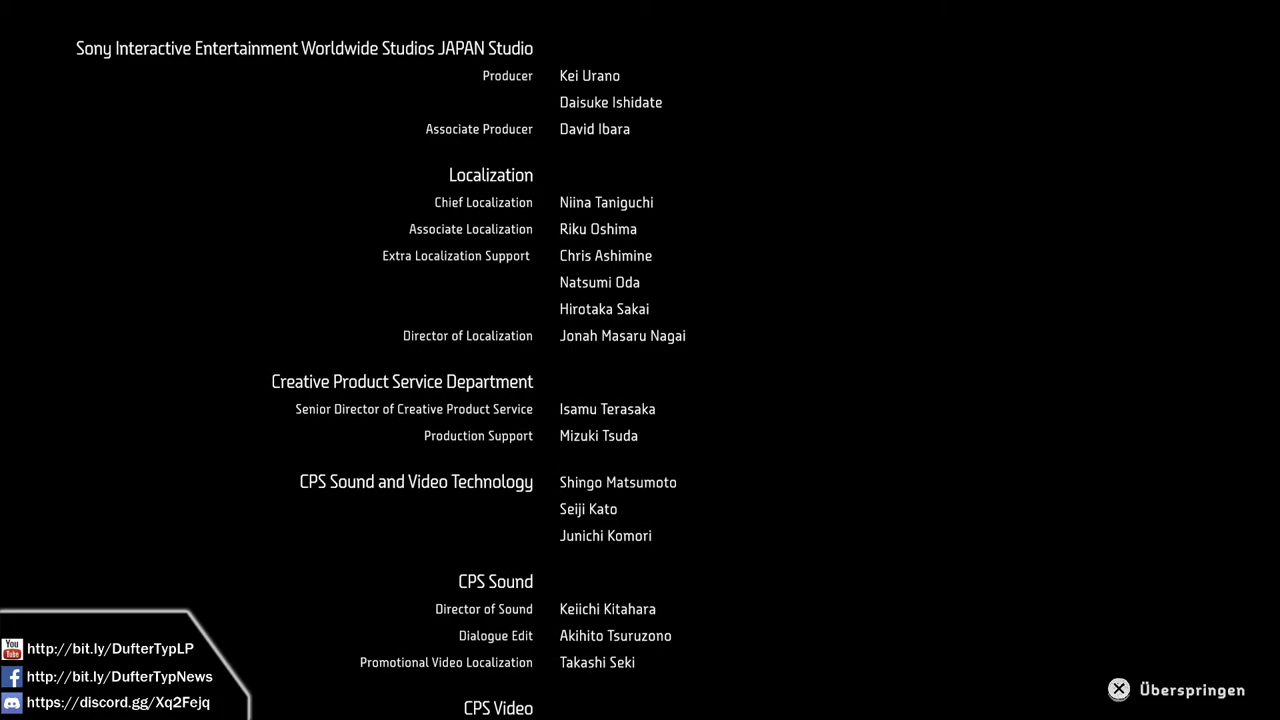 Sony Interactive Entertainment Worldwide Studios JAPAN Studio
Producer Kei Urano
Daisuke Ishidate
Associate Producer David Ibara
Localization
Chief Localization Niina Taniguchi
Associate Localization Riku Oshima
Extra Localization Support Chris Ashimine
Natsumi Oda
Hirotaka Sakai
Director of Localization Jonah Masaru Nagai
Creative Product Service Department
Senior Director of Creative Product Service Isamu Terasaka
Production Support Mizuki Tsuda
CPS Sound and Video Technology Shingo Matsumoto
Seiji Kato
Junichi Komori
CPS Sound
Director of Sound Keiichi Kitahara
Dialogue Edit Akihito Tsuruzono
Promotional Video Localization Takashi Seki
CPS Video
You Tube http://bit.ly/DufterTypLP
http://bit.ly/DufterTypNews
https://discord.gg/Xq2Fejq
Überspringen